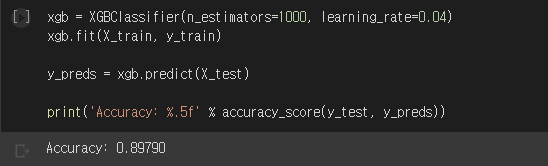 [ ] xgb = XGBClassifier(n_estimators=1000, learning_rate=0.04)
xgb.fit(X_train, y_train)
y_preds = xgb.predict(X_test)
print('Accuracy: %.5f' % accuracy_score(y_test, y_preds))
Accuracy: 0.89790